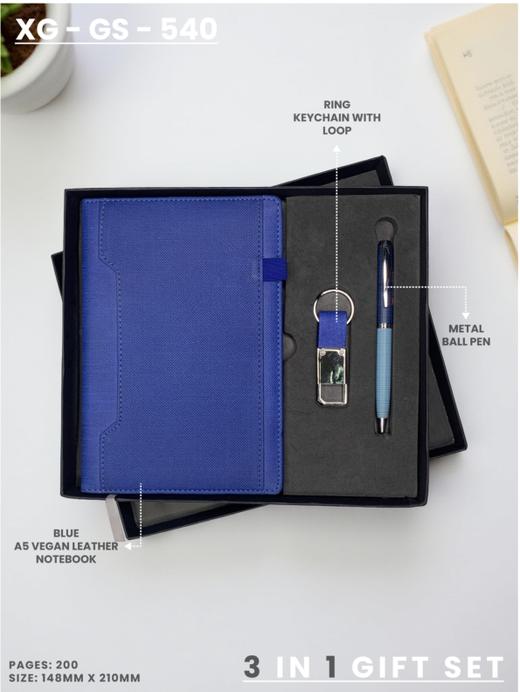 XG - GS - 540
RING
KEYCHAIN WITH
LOOP
METAL
BALL PEN
BLUE
A5 VEGAN LEATHER
NOTEBOOK
PAGES: 200
SIZE: 148MM X 210MM
3 IN 1 GIFT SET